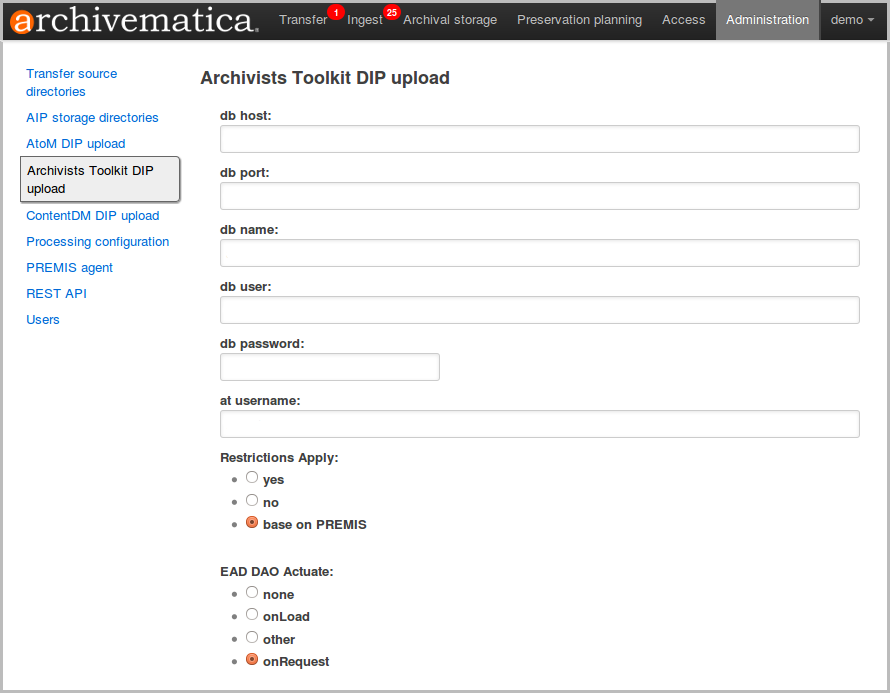 archivematica.
Transfer 1 Ingest 25 Archival storage Preservation planning Access Administration demo
Transfer source
directories
AIP storage directories
AtoM DIP upload
Archivists Toolkit DIP
upload
ContentDM DIP upload
Processing configuration
PREMIS agent
REST API
Users
Archivists Toolkit DIP upload
db host:
db port:
db name:
db user:
db password:
at username:
Restrictions Apply:
yes
no
base on PREMIS
EAD DAO Actuate:
none
onLoad
other
onRequest